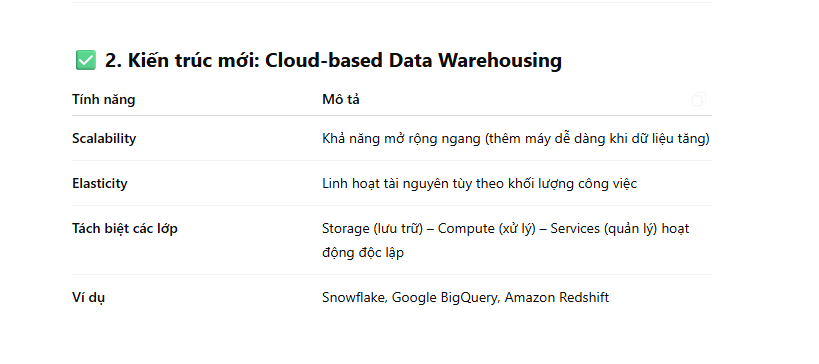 ✅ 2. Kiến trúc mới: Cloud-based Data Warehousing
Tính năng Mô tả
Scalability Khả năng mở rộng ngang (thêm máy dễ dàng khi dữ liệu tăng)
Elasticity Linh hoạt tài nguyên tùy theo khối lượng công việc
Tách biệt các lớp Storage (lưu trữ) – Compute (xử lý) – Services (quản lý) hoạt
động độc lập
Ví dụ Snowflake, Google BigQuery, Amazon Redshift